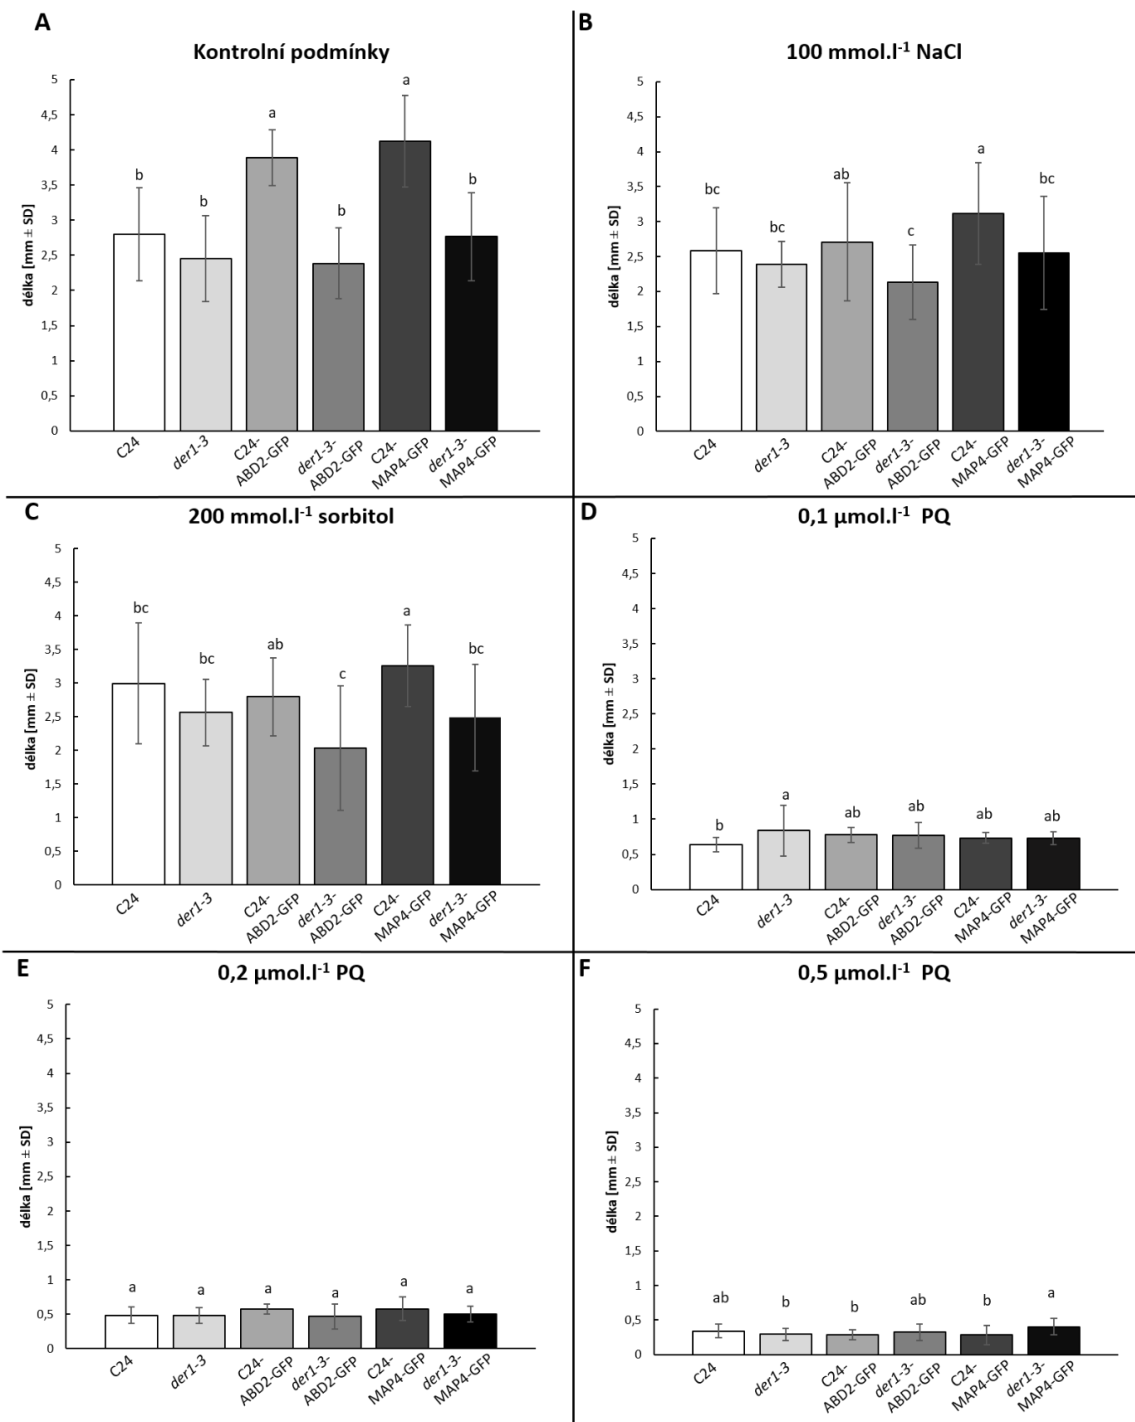 A
Kontrolní podmínky
délka [mm ± SD]
5
4,5
4
3,5
3
2,5
2
1,5
1
0,5
0
b
b
a
b
a
b
C24
der1-3
C24-
ABD2-GFP
der1-3-
ABD2-GFP
C24-
MAP4-GFP
der1-3-
MAP4-GFP
B
100 mmol.l⁻¹ NaCl
délka [mm ± SD]
5
4,5
4
3,5
3
2,5
2
1,5
1
0,5
0
bc
bc
ab
c
a
bc
C24
der1-3
C24-
ABD2-GFP
der1-3-
ABD2-GFP
C24-
MAP4-GFP
der1-3-
MAP4-GFP
C
200 mmol.l⁻¹ sorbitol
délka [mm ± SD]
5
4,5
4
3,5
3
2,5
2
1,5
1
0,5
0
bc
bc
ab
c
a
bc
C24
der1-3
C24-
ABD2-GFP
der1-3-
ABD2-GFP
C24-
MAP4-GFP
der1-3-
MAP4-GFP
D
0,1 µmol.l⁻¹ PQ
délka [mm ± SD]
5
4,5
4
3,5
3
2,5
2
1,5
1
0,5
0
b
a
ab
ab
ab
ab
C24
der1-3
C24-
ABD2-GFP
der1-3-
ABD2-GFP
C24-
MAP4-GFP
der1-3-
MAP4-GFP
E
0,2 µmol.l⁻¹ PQ
délka [mm ± SD]
5
4,5
4
3,5
3
2,5
2
1,5
1
0,5
0
a
a
a
a
a
a
C24
der1-3
C24-
ABD2-GFP
der1-3-
ABD2-GFP
C24-
MAP4-GFP
der1-3-
MAP4-GFP
F
0,5 µmol.l⁻¹ PQ
délka [mm ± SD]
5
4,5
4
3,5
3
2,5
2
1,5
1
0,5
0
ab
b
b
ab
b
a
C24
der1-3
C24-
ABD2-GFP
der1-3-
ABD2-GFP
C24-
MAP4-GFP
der1-3-
MAP4-GFP